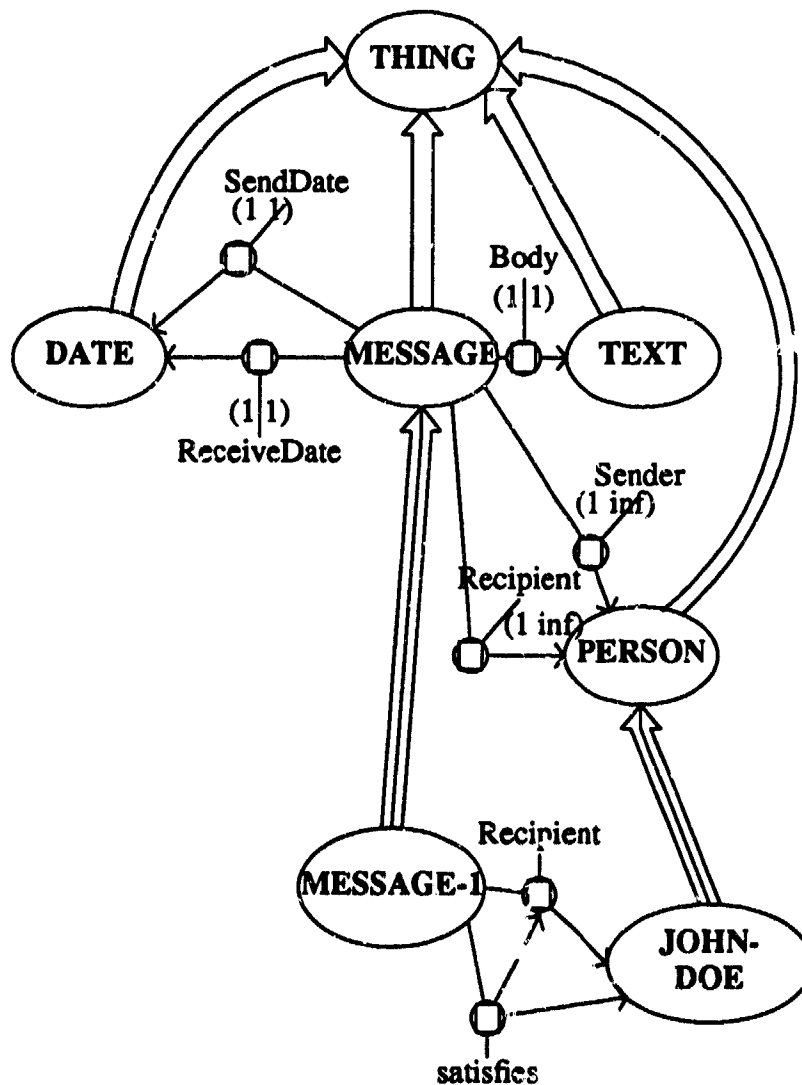 THING
SendDate
(1 1)
Body
(1 1)
DATE
MESSAGE
TEXT
(1 1)
ReceiveDate
Sender
(1 inf)
Recipient
(1 inf)
PERSON
Recipient
MESSAGE-1
JOHN-
DOE
satisfies